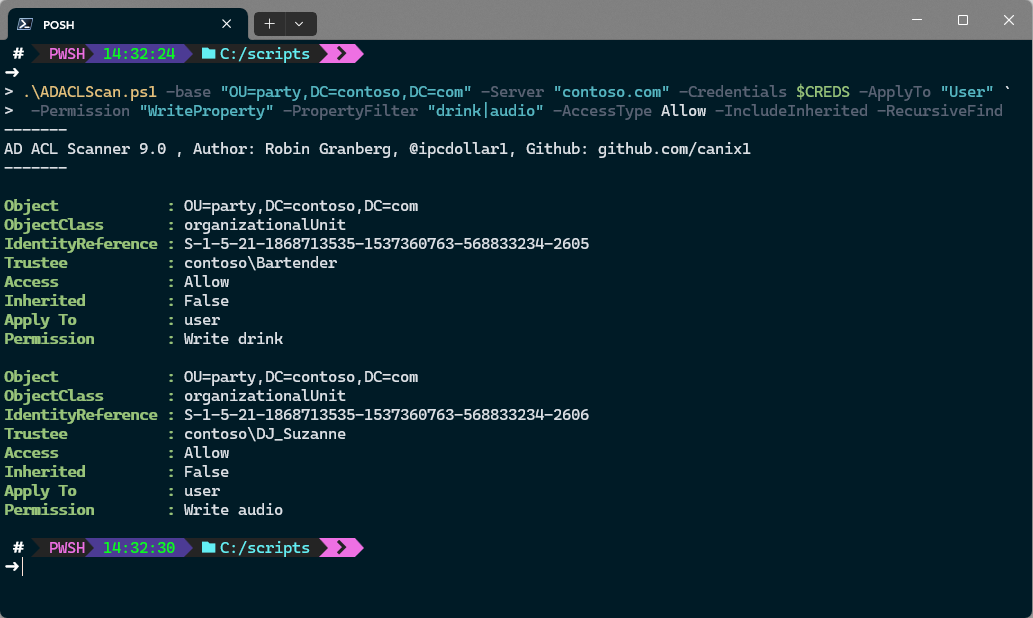 POSH
# PWSH 14:32:24 C:/scripts
> .\ADACLScan.ps1 -base "OU=party,DC=contoso,DC=com" -Server "contoso.com" -Credentials $CREDS -ApplyTo "User" `
> -Permission "WriteProperty" -PropertyFilter "drink|audio" -AccessType Allow -IncludeInherited -RecursiveFind
-------
AD ACL Scanner 9.0 , Author: Robin Granberg, @ipcdollar1, Github: github.com/canix1
-------
Object : OU=party,DC=contoso,DC=com
ObjectClass : organizationalUnit
IdentityReference : S-1-5-21-1868713535-1537360763-568833234-2605
Trustee : contoso\Bartender
Access : Allow
Inherited : False
Apply To : user
Permission : Write drink
Object : OU=party,DC=contoso,DC=com
ObjectClass : organizationalUnit
IdentityReference : S-1-5-21-1868713535-1537360763-568833234-2606
Trustee : contoso\DJ_Suzanne
Access : Allow
Inherited : False
Apply To : user
Permission : Write audio
# PWSH 14:32:30 C:/scripts